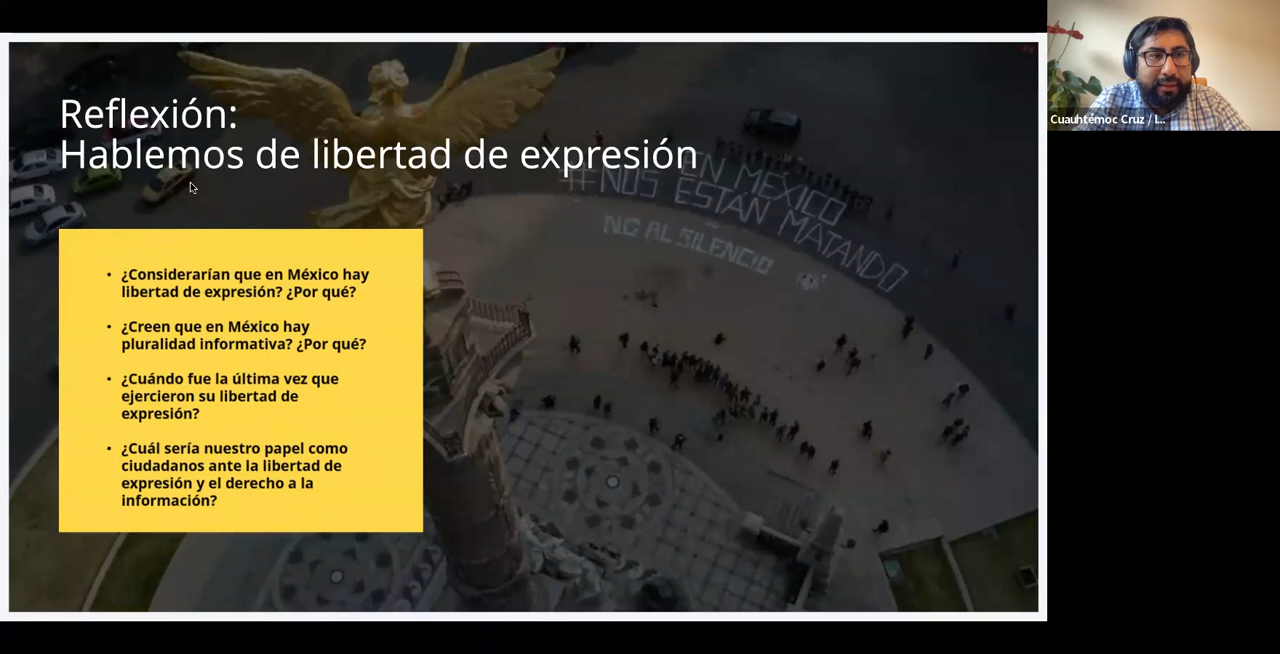 Reflexión:
Hablemos de libertad de expresión
EN MÉXICO
#NOS ESTÁN MATANDO
NO AL SILENCIO
• ¿Considerarían que en México hay
libertad de expresión? ¿Por qué?
• ¿Creen que en México hay
pluralidad informativa? ¿Por qué?
• ¿Cuándo fue la última vez que
ejercieron su libertad de
expresión?
• ¿Cuál sería nuestro papel como
ciudadanos ante la libertad de
expresión y el derecho a la
información?
Cuauhtémoc Cruz / I...